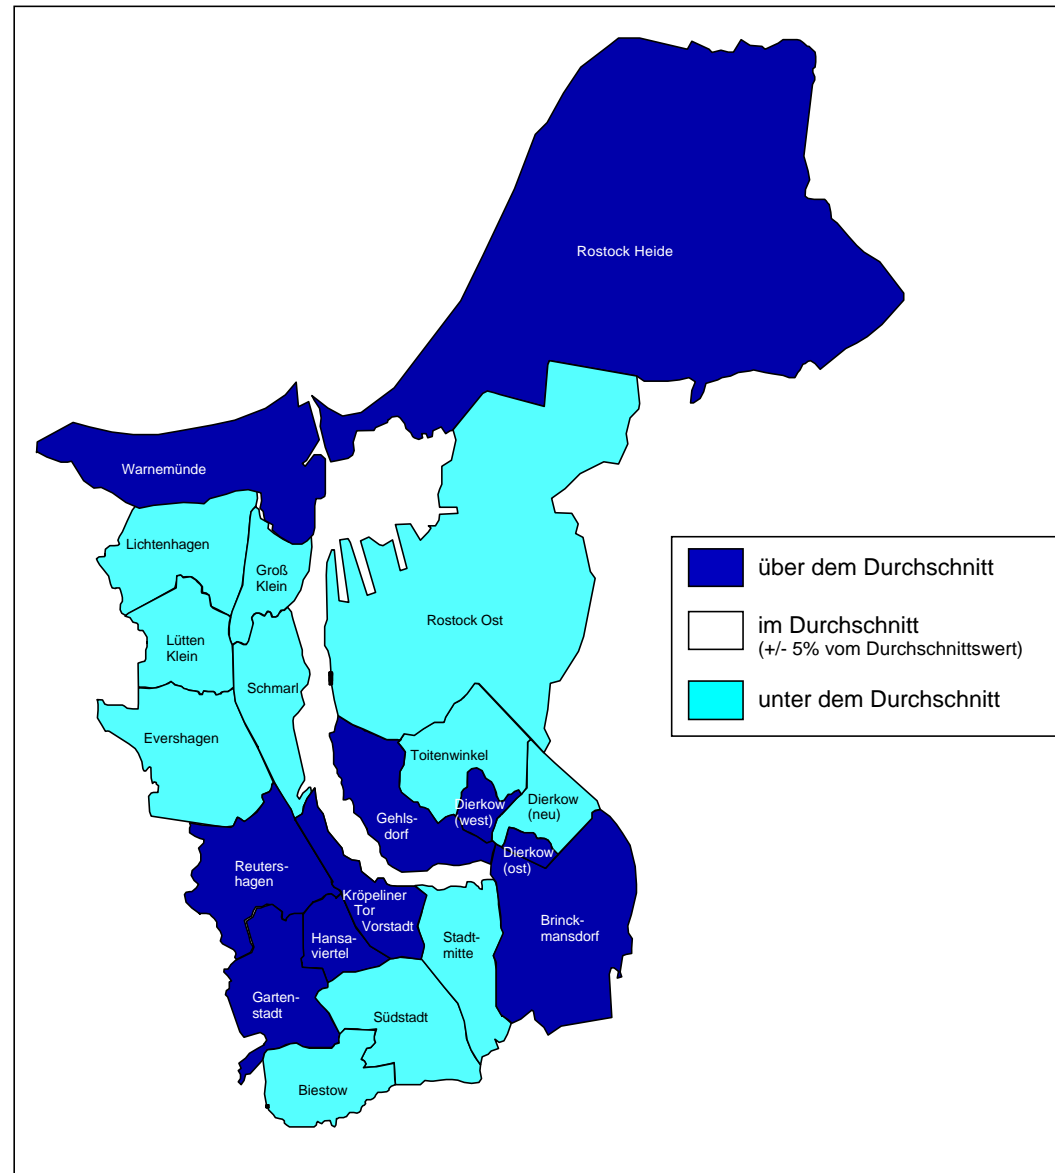 Rostock Heide
Warnemünde
Lichtenhagen
Groß
Klein
Lütten
Klein
Rostock Ost
Schmarl
Evershagen
Toitenwinkel
Dierkow
(west)
Dierkow
(neu)
Gehls-
dorf
Dierkow
(ost)
Reuters-
hagen
Kröpeliner
Tor
Vorstadt
Hansa-
viertel
Stadt-
mitte
Brinck-
mansdorf
Garten-
stadt
Südstadt
Biestow
über dem Durchschnitt
im Durchschnitt
(+/- 5% vom Durchschnittswert)
unter dem Durchschnitt